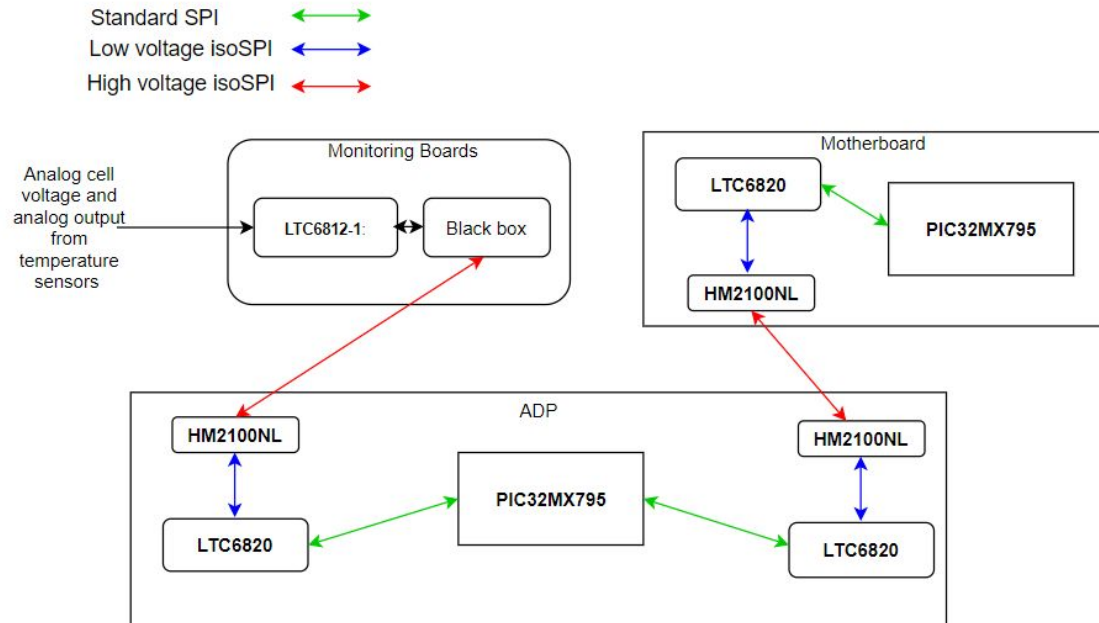 Standard SPI
Low voltage isoSPI
High voltage isoSPI
Monitoring Boards
Motherboard
Analog cell
voltage and
analog output
from
temperature
sensors
LTC6812-1:
Black box
LTC6820
PIC32MX795
HM2100NL
ADP
HM2100NL
HM2100NL
PIC32MX795
LTC6820
LTC6820